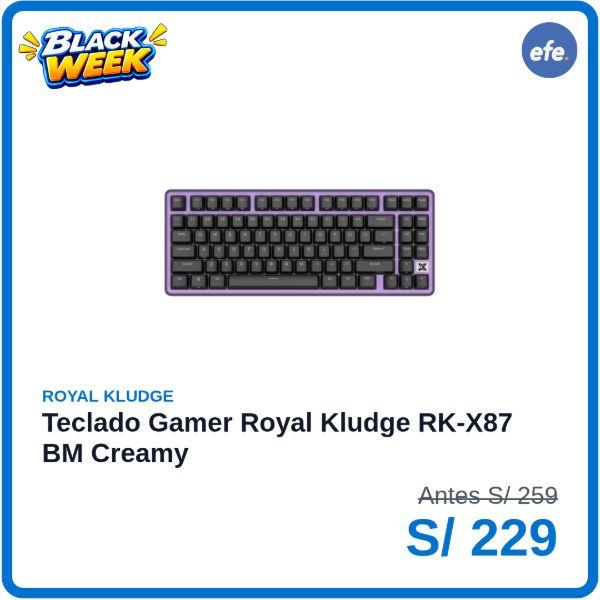 BLACK
WEEK
efe.
ROYAL KLUDGE
Teclado Gamer Royal Kludge RK-X87
BM Creamy
Antes S/ 259
S/ 229